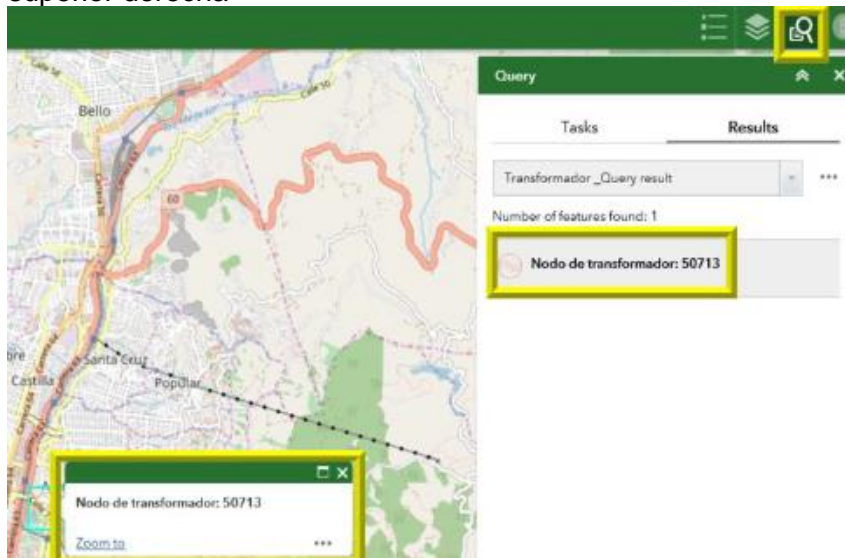 superior derecha
Query
Tasks
Results
Transformador _Query result
Number of features found: 1
Nodo de transformador: 50713
Bello
60
Santa Cruz
Popular
Castilla
Nodo de transformador: 50713
Zoom to